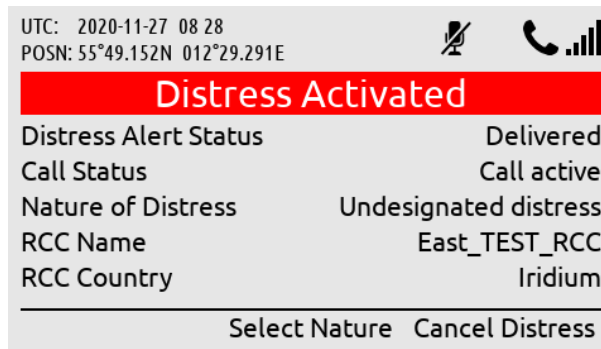 UTC: 2020-11-27 08 28
POSN: 55°49.152N 012°29.291E
Distress Activated
Distress Alert Status Delivered
Call Status Call active
Nature of Distress Undesignated distress
RCC Name East_TEST_RCC
RCC Country Iridium
Select Nature Cancel Distress